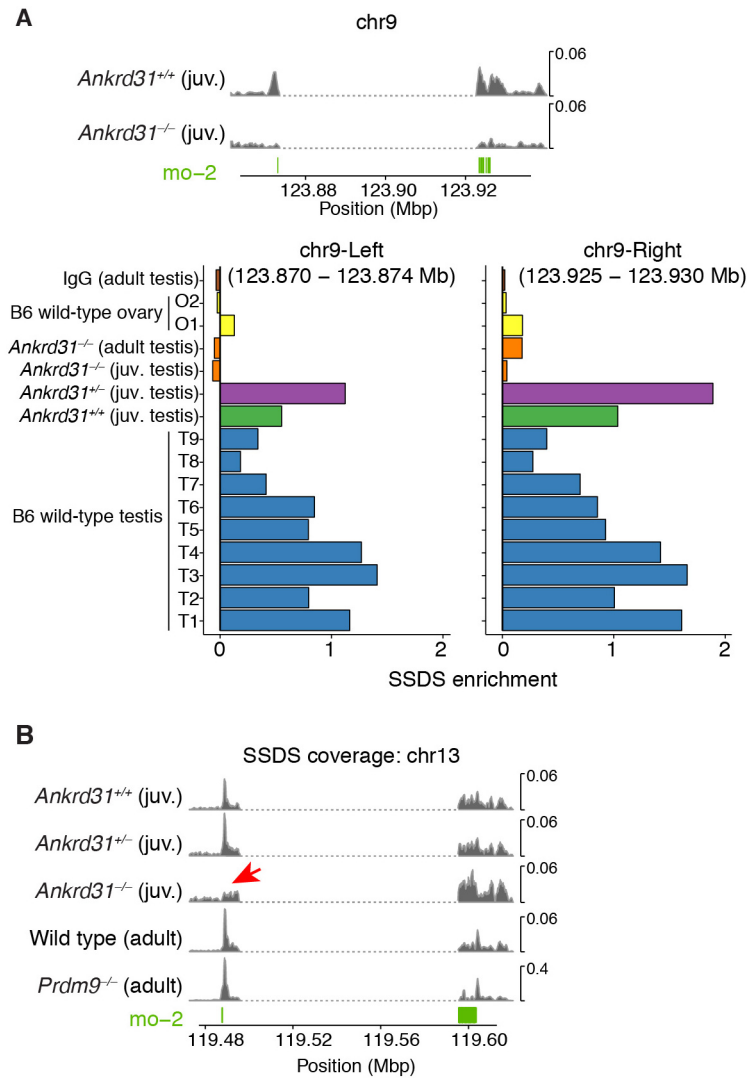 A
chr9
Ankrd31+/+ (juv.)
0.06
Ankrd31−/− (juv.)
0.06
mo−2
123.88 123.90 123.92
Position (Mbp)
chr9-Left
(123.870 − 123.874 Mb)
chr9-Right
(123.925 − 123.930 Mb)
IgG (adult testis)
B6 wild-type ovary
O2
O1
Ankrd31−/− (adult testis)
Ankrd31−/− (juv. testis)
Ankrd31+/− (juv. testis)
Ankrd31+/+ (juv. testis)
B6 wild-type testis
T9
T8
T7
T6
T5
T4
T3
T2
T1
0 1 2
0 1 2
SSDS enrichment
B
SSDS coverage: chr13
Ankrd31+/+ (juv.)
0.06
Ankrd31+/− (juv.)
0.06
Ankrd31−/− (juv.)
0.06
Wild type (adult)
0.06
Prdm9−/− (adult)
0.4
mo−2
119.48 119.52 119.56 119.60
Position (Mbp)